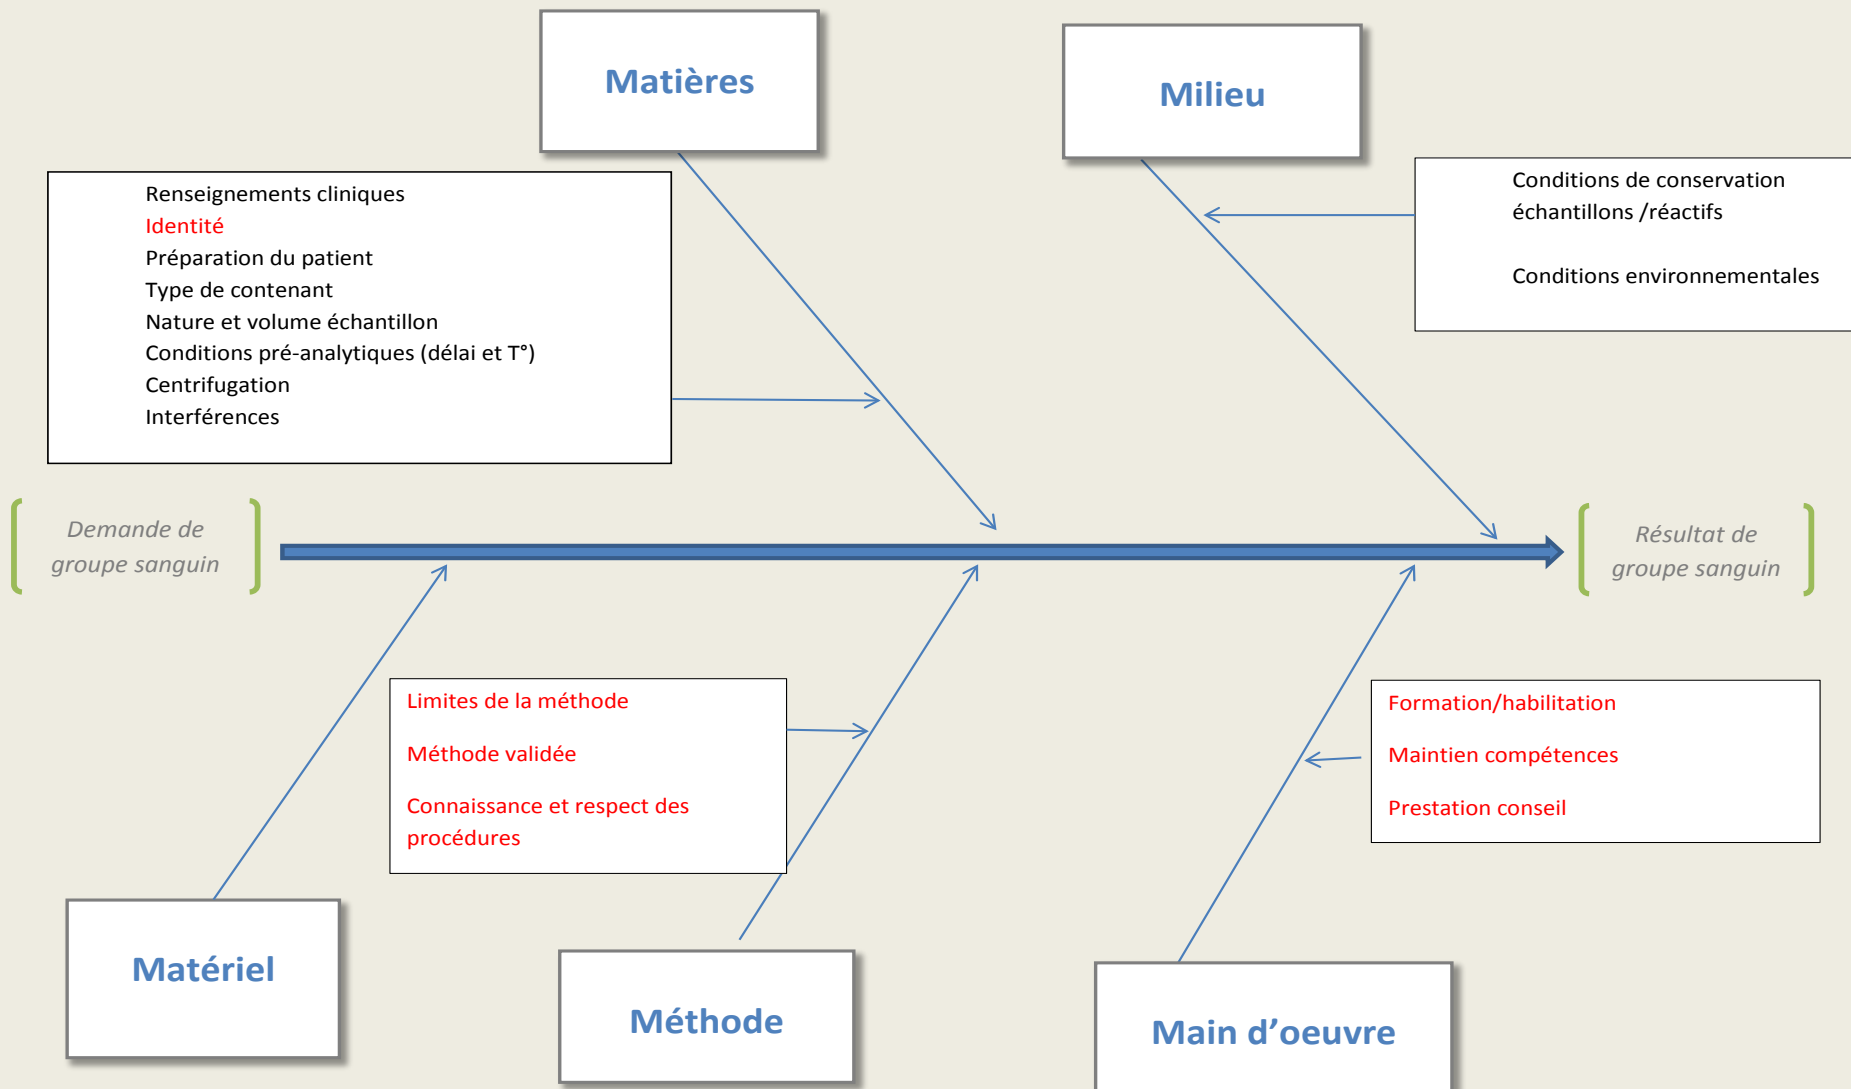 Matières
Milieu
Renseignements cliniques
Identité
Préparation du patient
Type de contenant
Nature et volume échantillon
Conditions pré-analytiques (délai et T°)
Centrifugation
Interférences
Conditions de conservation
échantillons /réactifs
Conditions environnementales
Demande de
groupe sanguin
Résultat de
groupe sanguin
Limites de la méthode
Méthode validée
Connaissance et respect des
procédures
Formation/habilitation
Maintien compétences
Prestation conseil
Matériel
Méthode
Main d’oeuvre